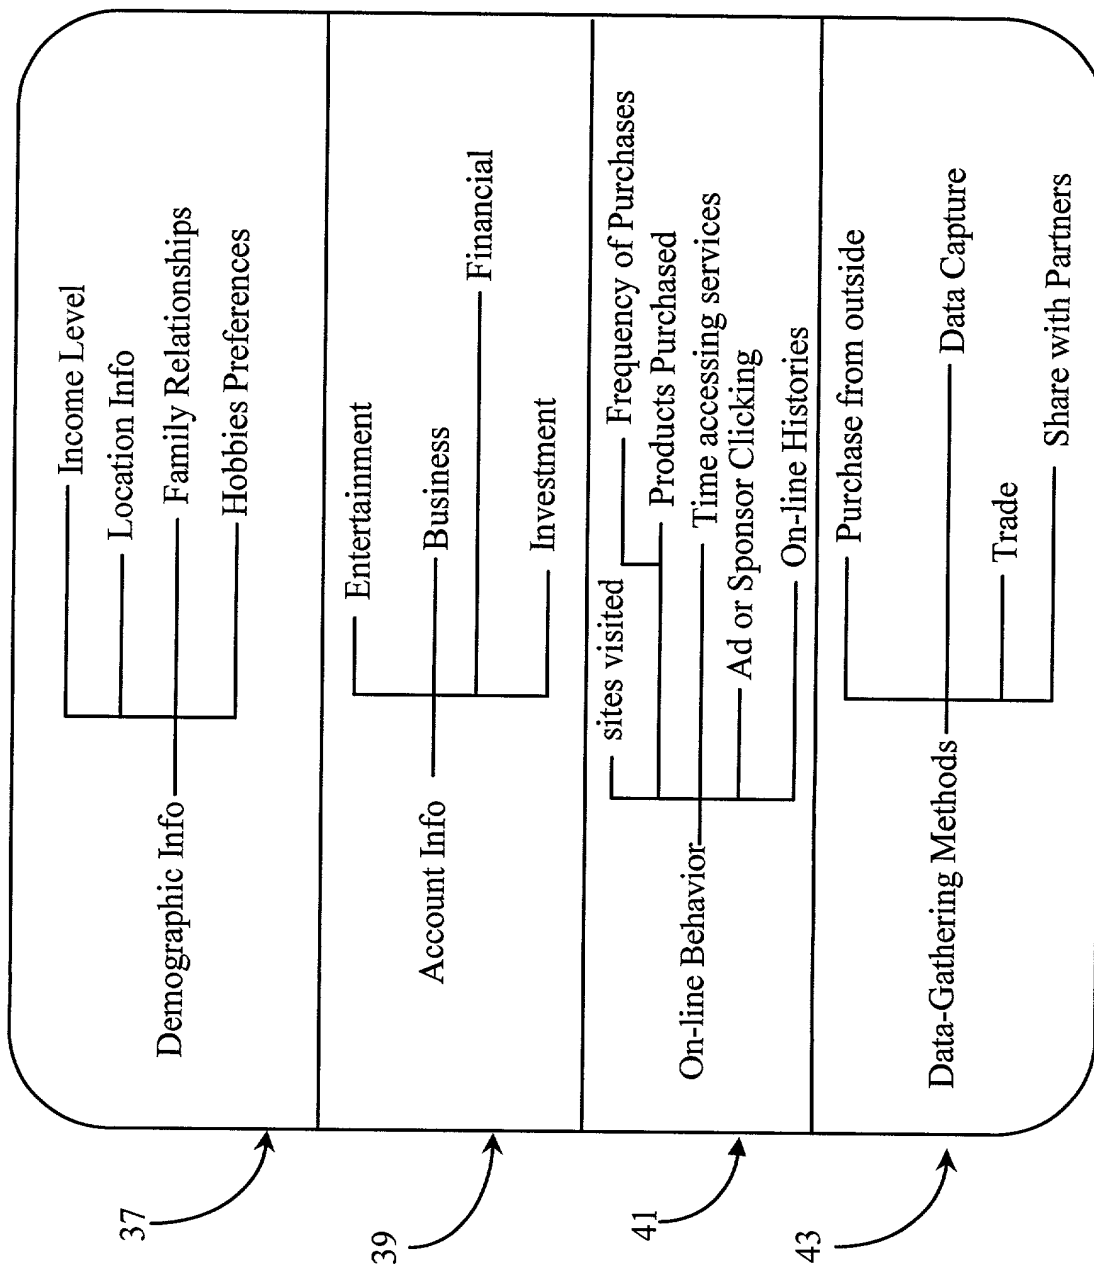 37
Demographic Info
Income Level
Location Info
Family Relationships
Hobbies Preferences
39
Account Info
Entertainment
Business
Financial
Investment
41
On-line Behavior
sites visited
Frequency of Purchases
Products Purchased
Time accessing services
Ad or Sponsor Clicking
On-line Histories
43
Data-Gathering Methods
Purchase from outside
Data Capture
Trade
Share with Partners